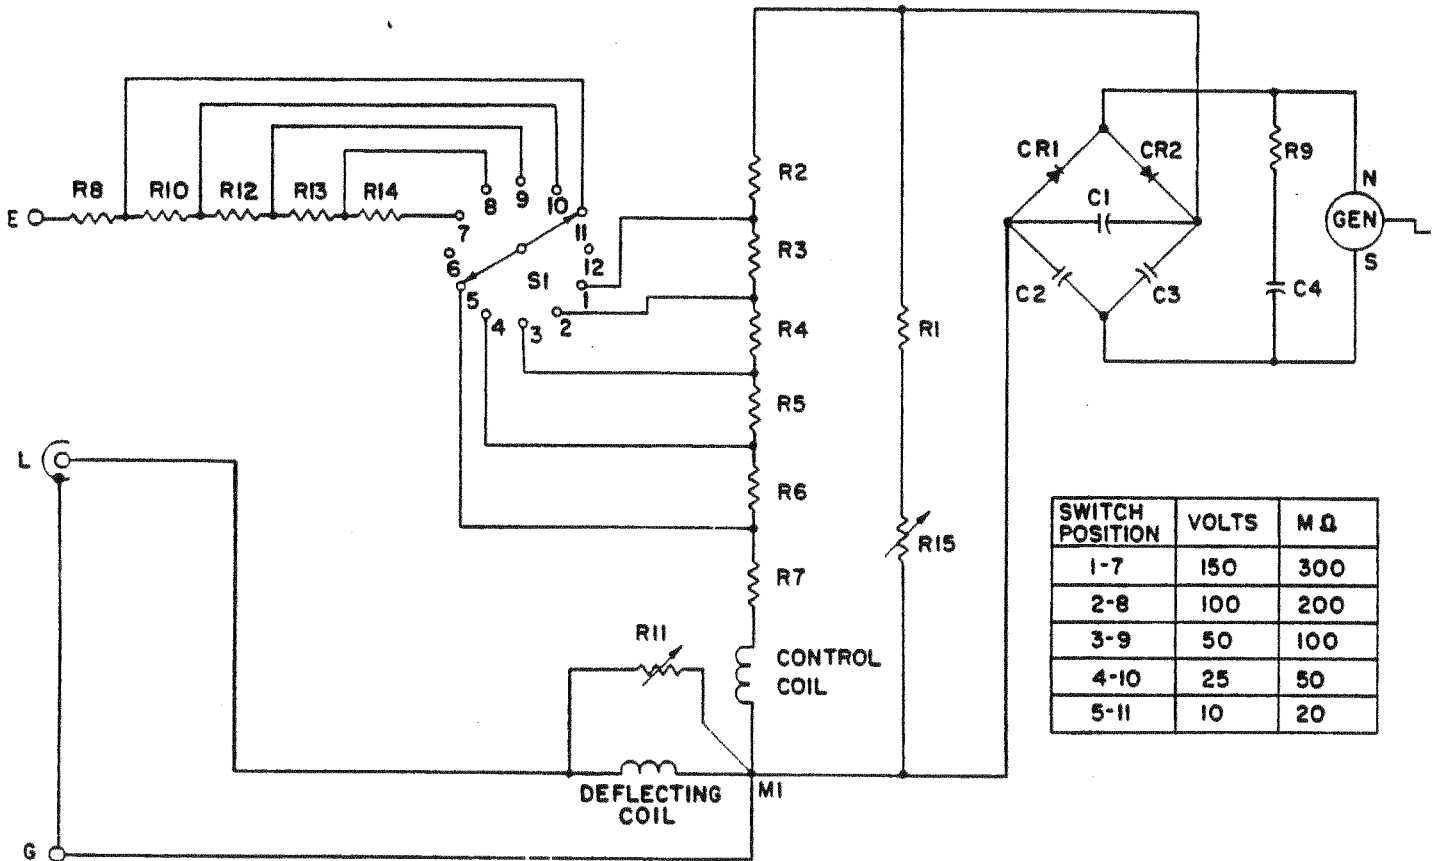 E
R8
R10
R12
R13
R14
7
8
9
10
11
12
6
S1
5
4
3
2
1
R2
R3
R4
R5
R6
R7
R1
R15
CR1
CR2
C1
C2
C3
R9
C4
N
GEN
S
L
R11
CONTROL
COIL
DEFLECTING
COIL
M1
G
SWITCH POSITION VOLTS MΩ
1-7 150 300
2-8 100 200
3-9 50 100
4-10 25 50
5-11 10 20